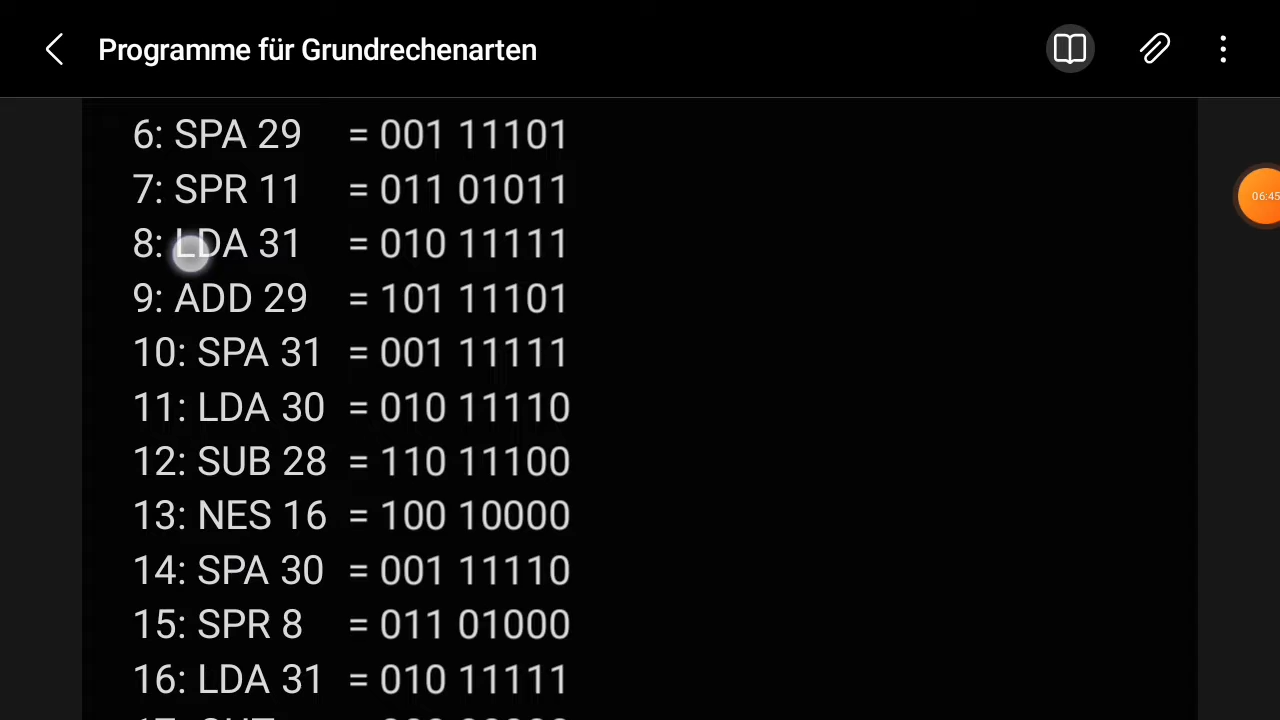 Programme für Grundrechenarten
6: SPA 29 = 001 11101
7: SPR 11 = 011 01011
06:45
8: LDA 31 = 010 11111
9: ADD 29 = 101 11101
10: SPA 31 = 001 11111
11: LDA 30 = 010 11110
12: SUB 28 = 110 11100
13: NES 16 = 100 10000
14: SPA 30 = 001 11110
15: SPR 8 = 011 01000
16: LDA 31 = 010 11111